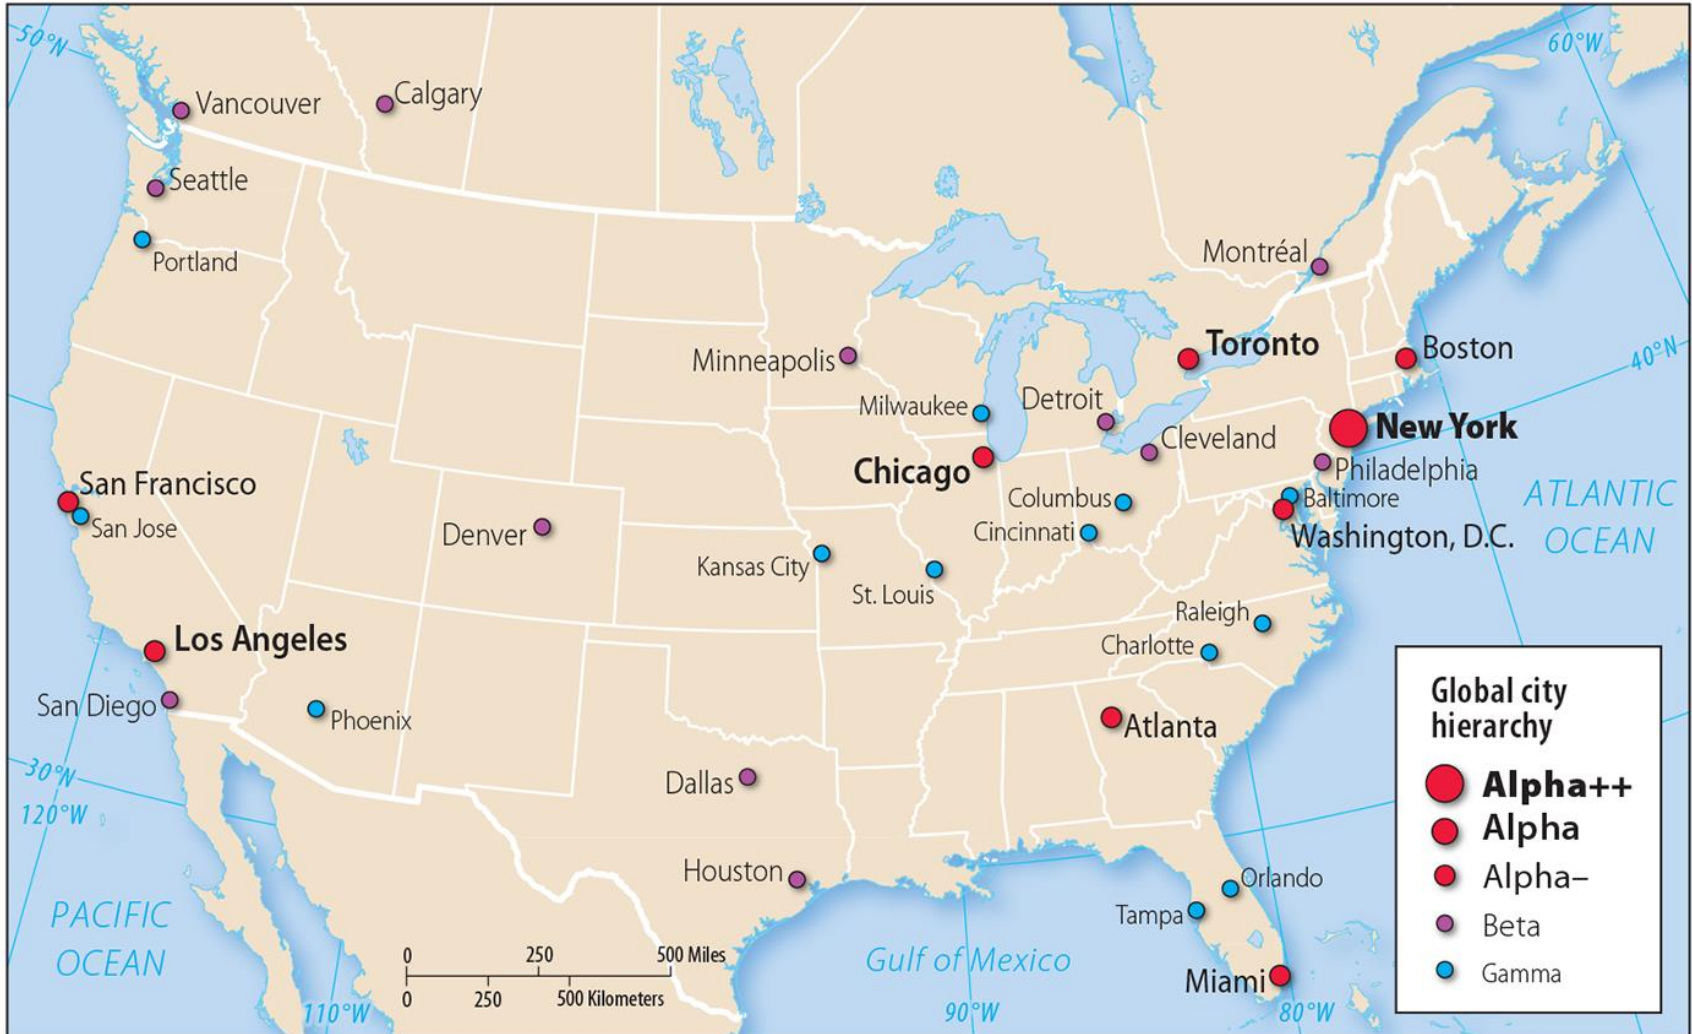 50°N
60°W
Vancouver
Calgary
Seattle
Portland
Montréal
Toronto
Boston
40°N
Minneapolis
Milwaukee
Detroit
New York
Cleveland
Chicago
Philadelphia
San Francisco
San Jose
Columbus
Baltimore
ATLANTIC
OCEAN
Denver
Cincinnati
Washington, D.C.
Kansas City
St. Louis
Raleigh
Charlotte
Los Angeles
San Diego
Phoenix
Atlanta
30°N
120°W
Dallas
Houston
Orlando
Tampa
PACIFIC
OCEAN
Gulf of Mexico
Miami
0 250 500 Miles
0 250 500 Kilometers
110°W
90°W
80°W
Global city
hierarchy
Alpha++
Alpha
Alpha–
Beta
Gamma